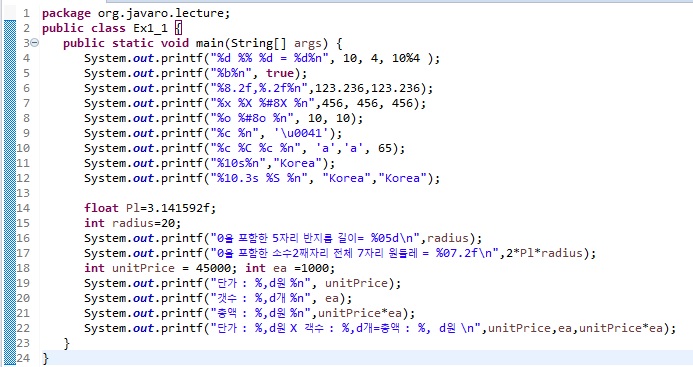 1 package org.javaro.lecture;
2 public class Ex1_1 {
3 public static void main(String[] args) {
4 System.out.printf("%d %% %d = %d%n", 10, 4, 10%4 );
5 System.out.printf("%b%n", true);
6 System.out.printf("%8.2f,%.2f%n",123.236,123.236);
7 System.out.printf("%x %X %#8X %n",456, 456, 456);
8 System.out.printf("%o %#8o %n", 10, 10);
9 System.out.printf("%c %n", '\u0041');
10 System.out.printf("%c %C %c %n", 'a','a', 65);
11 System.out.printf("%10s%n","Korea");
12 System.out.printf("%10.3s %S %n", "Korea","Korea");
13
14 float Pl=3.141592f;
15 int radius=20;
16 System.out.printf("0을 포함한 5자리 반지름 길이= %05d\n",radius);
17 System.out.printf("0을 포함한 소수2째자리 전체 7자리 원둘레 = %07.2f\n",2*Pl*radius);
18 int unitPrice = 45000; int ea =1000;
19 System.out.printf("단가 : %,d원 %n", unitPrice);
20 System.out.printf("갯수 : %,d개 %n", ea);
21 System.out.printf("총액 : %,d원 %n",unitPrice*ea);
22 System.out.printf("단가 : %,d원 X 객수 : %,d개=총액 : %, d원 \n",unitPrice,ea,unitPrice*ea);
23 }
24 }